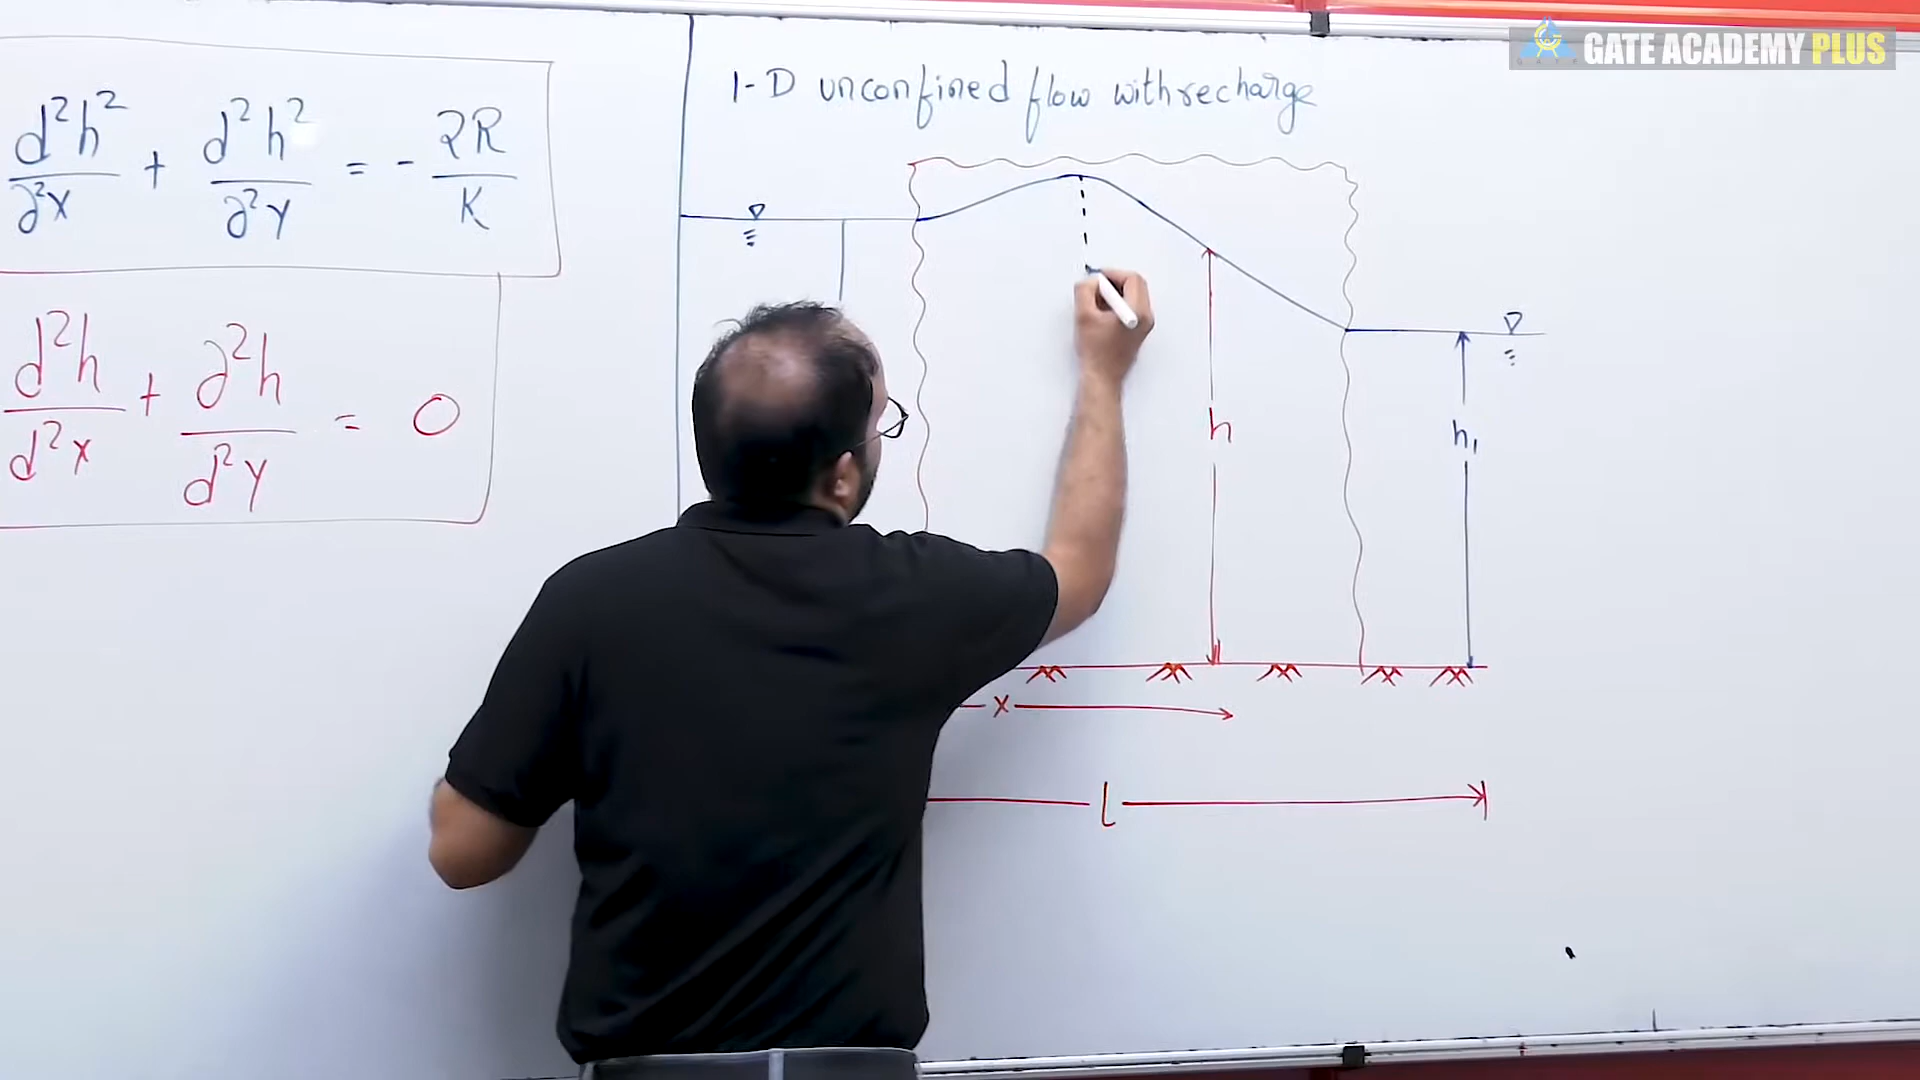 GATE ACADEMY PLUS
1-D unconfined flow with recharge
d²h²/∂²x + d²h²/∂²y = - 2R/K
d²h/d²x + ∂²h/d²y = 0
h
h₁
x
L